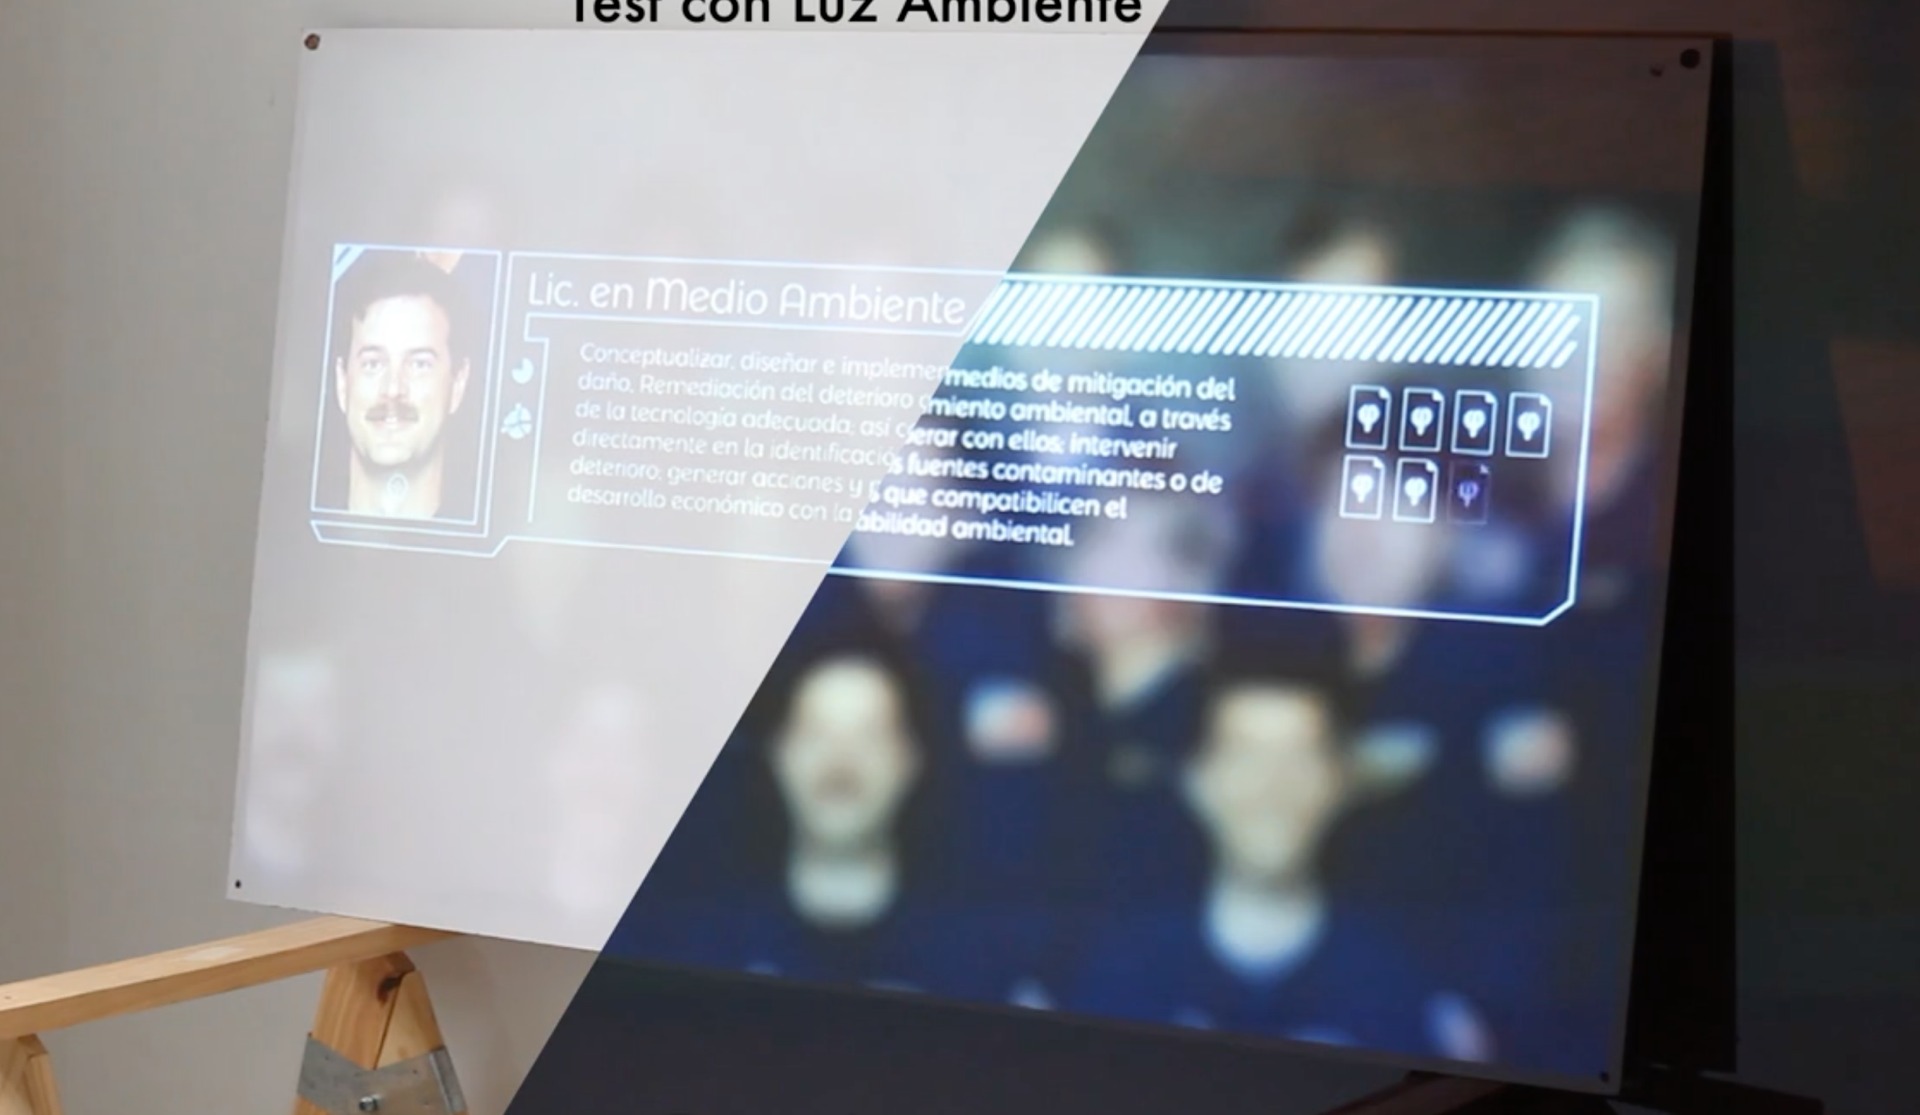 Test con Luz Ambiente
Lic. en Medio Ambiente
Conceptualizar, diseñar e implemen medios de mitigación del
daño. Remediación del deterioro miento ambiental, a través
de la tecnología adecuada; así c erar con ellos; intervenir
directamente en la identificació s fuentes contaminantes o de
deterioro; generar acciones y p s que compatibilicen el
desarrollo económico con la abilidad ambiental.